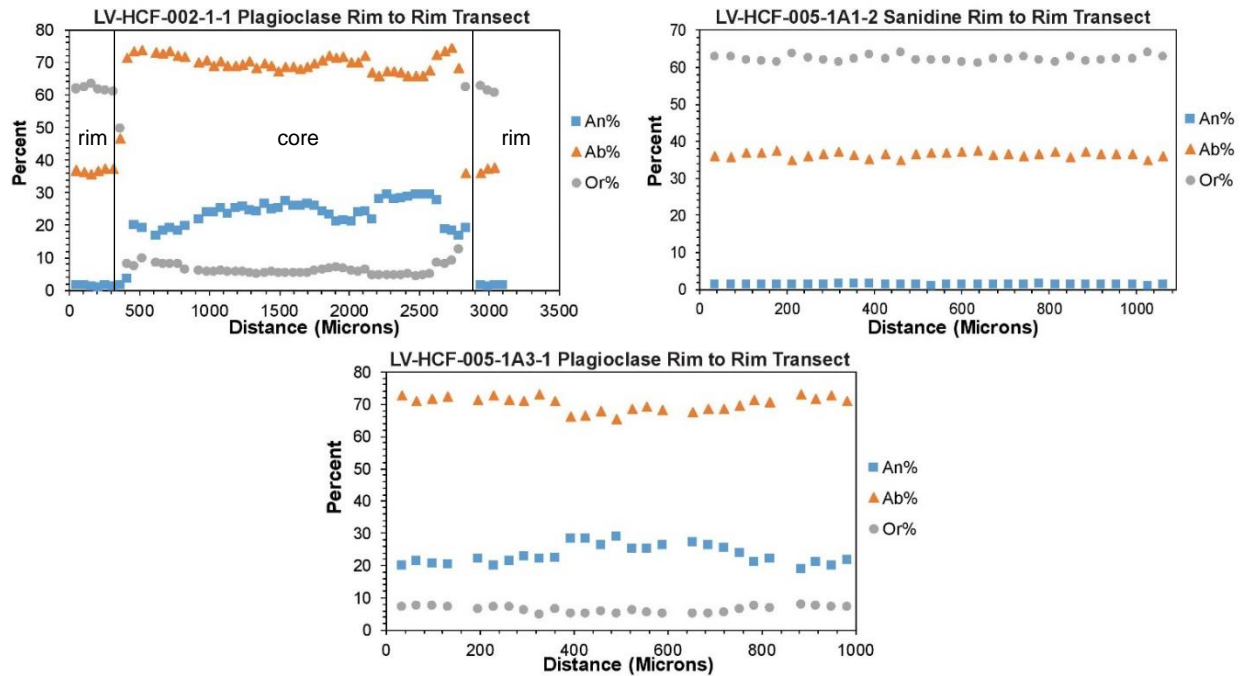 LV-HCF-002-1-1 Plagioclase Rim to Rim Transect
80
70
60
50
40
30
20
10
0
Percent
rim
core
rim
0 500 1000 1500 2000 2500 3000 3500
Distance (Microns)
An%
Ab%
Or%
LV-HCF-005-1A1-2 Sanidine Rim to Rim Transect
70
60
50
40
30
20
10
0
Percent
0 200 400 600 800 1000
Distance (Microns)
An%
Ab%
Or%
LV-HCF-005-1A3-1 Plagioclase Rim to Rim Transect
80
70
60
50
40
30
20
10
0
Percent
0 200 400 600 800 1000
Distance (Microns)
An%
Ab%
Or%